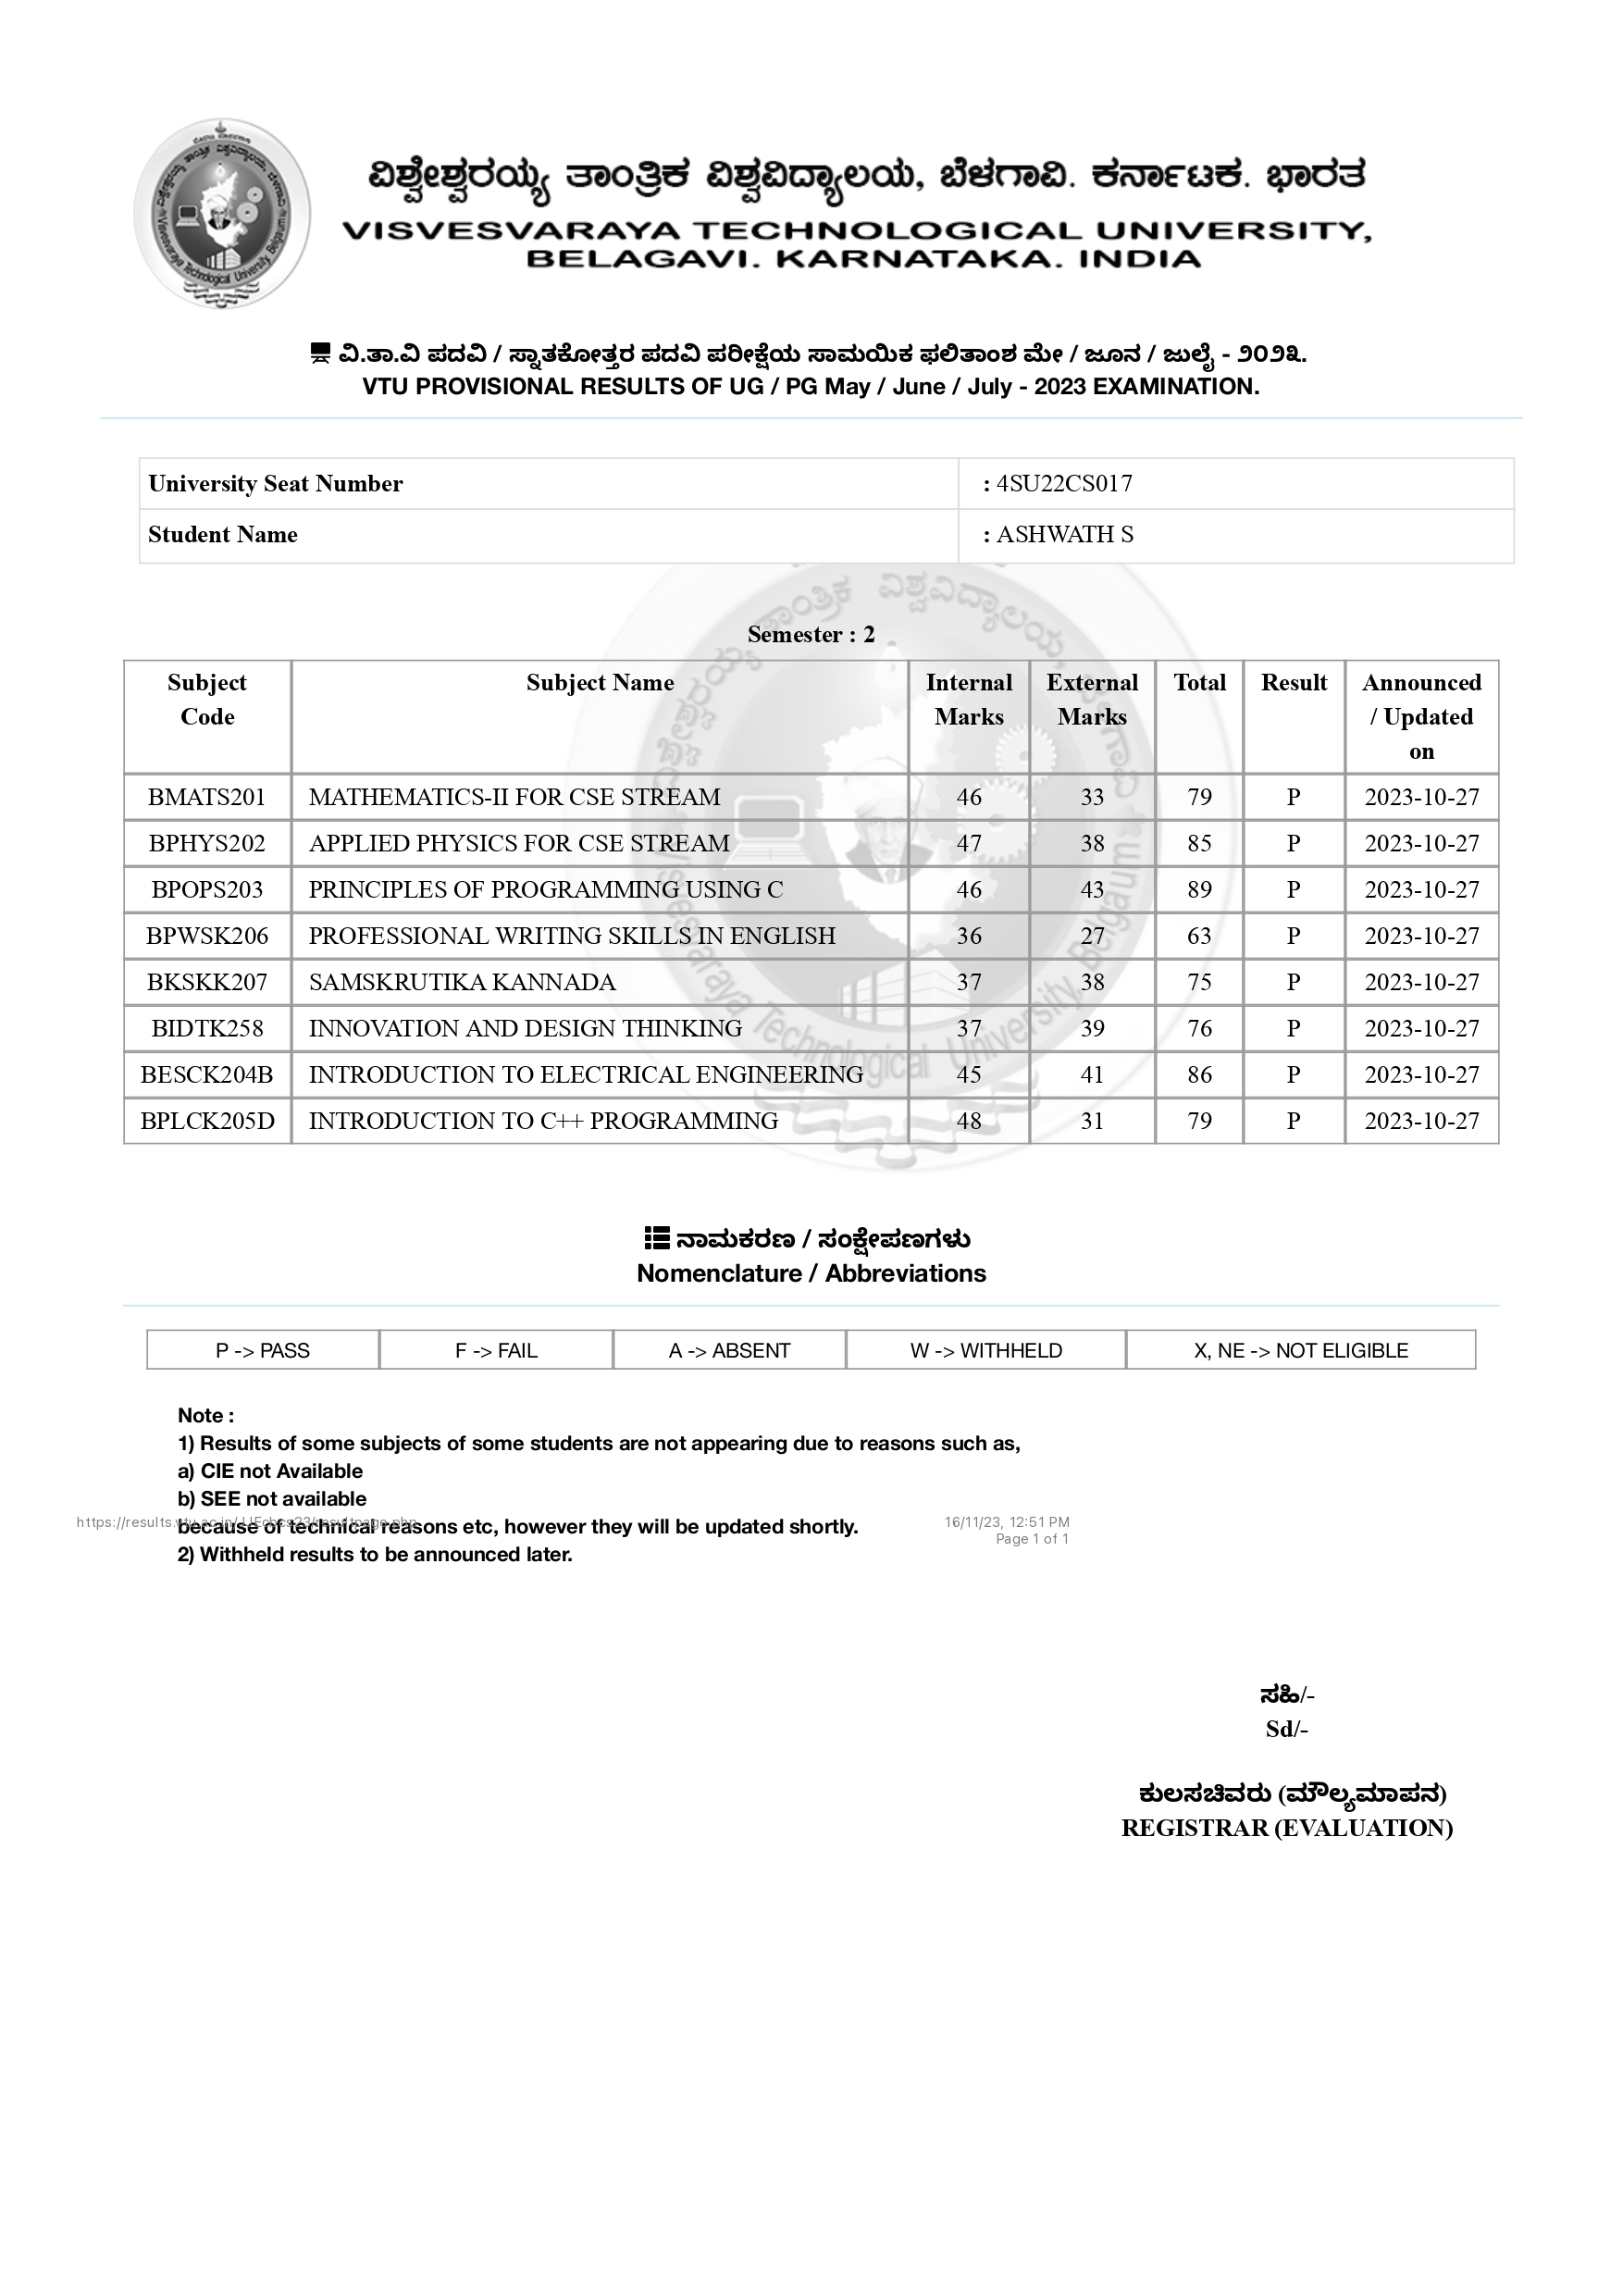 ವಿಶ್ವೇಶ್ವರಯ್ಯ ತಾಂತ್ರಿಕ ವಿಶ್ವವಿದ್ಯಾಲಯ, ಬೆಳಗಾವಿ. ಕರ್ನಾಟಕ. ಭಾರತ
VISVESVARAYA TECHNOLOGICAL UNIVERSITY,
BELAGAVI. KARNATAKA. INDIA
ವಿ.ತಾ.ವಿ ಪದವಿ / ಸ್ನಾತಕೋತ್ತರ ಪದವಿ ಪರೀಕ್ಷೆಯ ಸಾಮಯಿಕ ಫಲಿತಾಂಶ ಮೇ / ಜೂನ / ಜುಲೈ - ೨೦೨೩.
VTU PROVISIONAL RESULTS OF UG / PG May / June / July - 2023 EXAMINATION.
University Seat Number : 4SU22CS017
Student Name : ASHWATH S
Semester : 2
Subject Code Subject Name Internal Marks External Marks Total Result Announced / Updated on
BMATS201 MATHEMATICS-II FOR CSE STREAM 46 33 79 P 2023-10-27
BPHYS202 APPLIED PHYSICS FOR CSE STREAM 47 38 85 P 2023-10-27
BPOPS203 PRINCIPLES OF PROGRAMMING USING C 46 43 89 P 2023-10-27
BPWSK206 PROFESSIONAL WRITING SKILLS IN ENGLISH 36 27 63 P 2023-10-27
BKSKK207 SAMSKRUTIKA KANNADA 37 38 75 P 2023-10-27
BIDTK258 INNOVATION AND DESIGN THINKING 37 39 76 P 2023-10-27
BESCK204B INTRODUCTION TO ELECTRICAL ENGINEERING 45 41 86 P 2023-10-27
BPLCK205D INTRODUCTION TO C++ PROGRAMMING 48 31 79 P 2023-10-27
ನಾಮಕರಣ / ಸಂಕ್ಷೇಪಣಗಳು
Nomenclature / Abbreviations
P -> PASS F -> FAIL A -> ABSENT W -> WITHHELD X, NE -> NOT ELIGIBLE
Note :
1) Results of some subjects of some students are not appearing due to reasons such as,
a) CIE not Available
b) SEE not available
because of technical reasons etc, however they will be updated shortly.
16/11/23, 12:51 PM
Page 1 of 1
2) Withheld results to be announced later.
ಸಹಿ/-
Sd/-
ಕುಲಸಚಿವರು (ಮೌಲ್ಯಮಾಪನ)
REGISTRAR (EVALUATION)